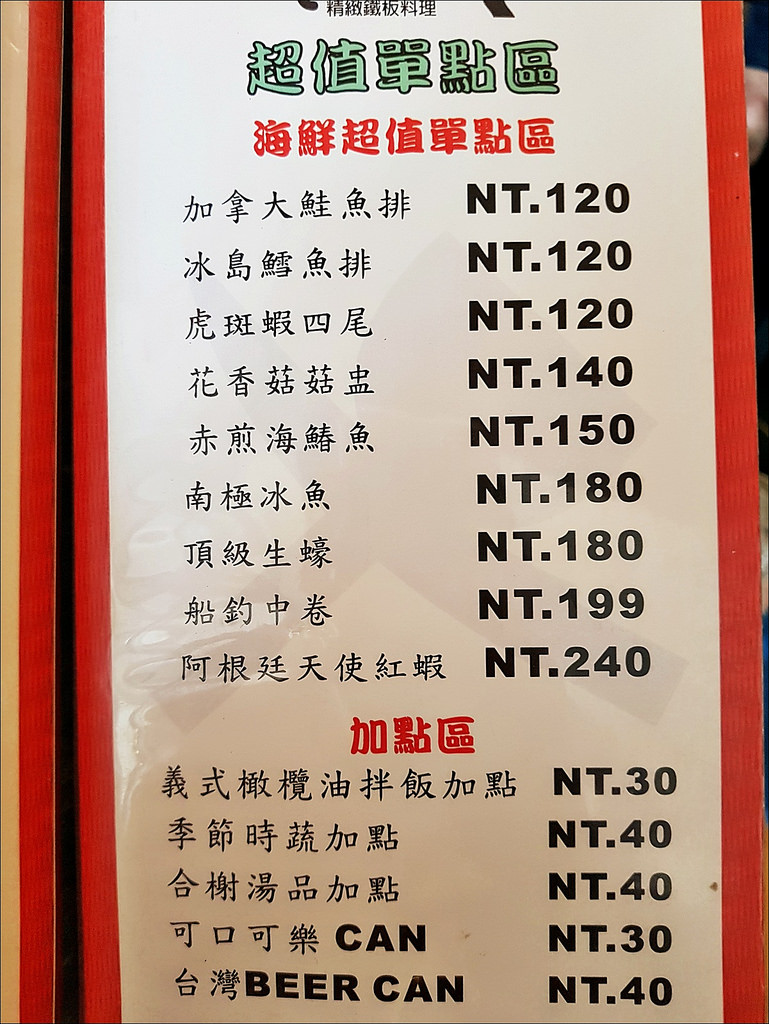 精緻鐵板料理
超值單點區
海鮮超值單點區
加拿大鮭魚排 NT.120
冰島鱈魚排 NT.120
虎斑蝦四尾 NT.120
花香菇菇盅 NT.140
赤煎海鰆魚 NT.150
南極冰魚 NT.180
頂級生蠔 NT.180
船釣中卷 NT.199
阿根廷天使紅蝦 NT.240
加點區
義式橄欖油拌飯加點 NT.30
季節時蔬加點 NT.40
合榭湯品加點 NT.40
可口可樂 CAN NT.30
台灣BEER CAN NT.40